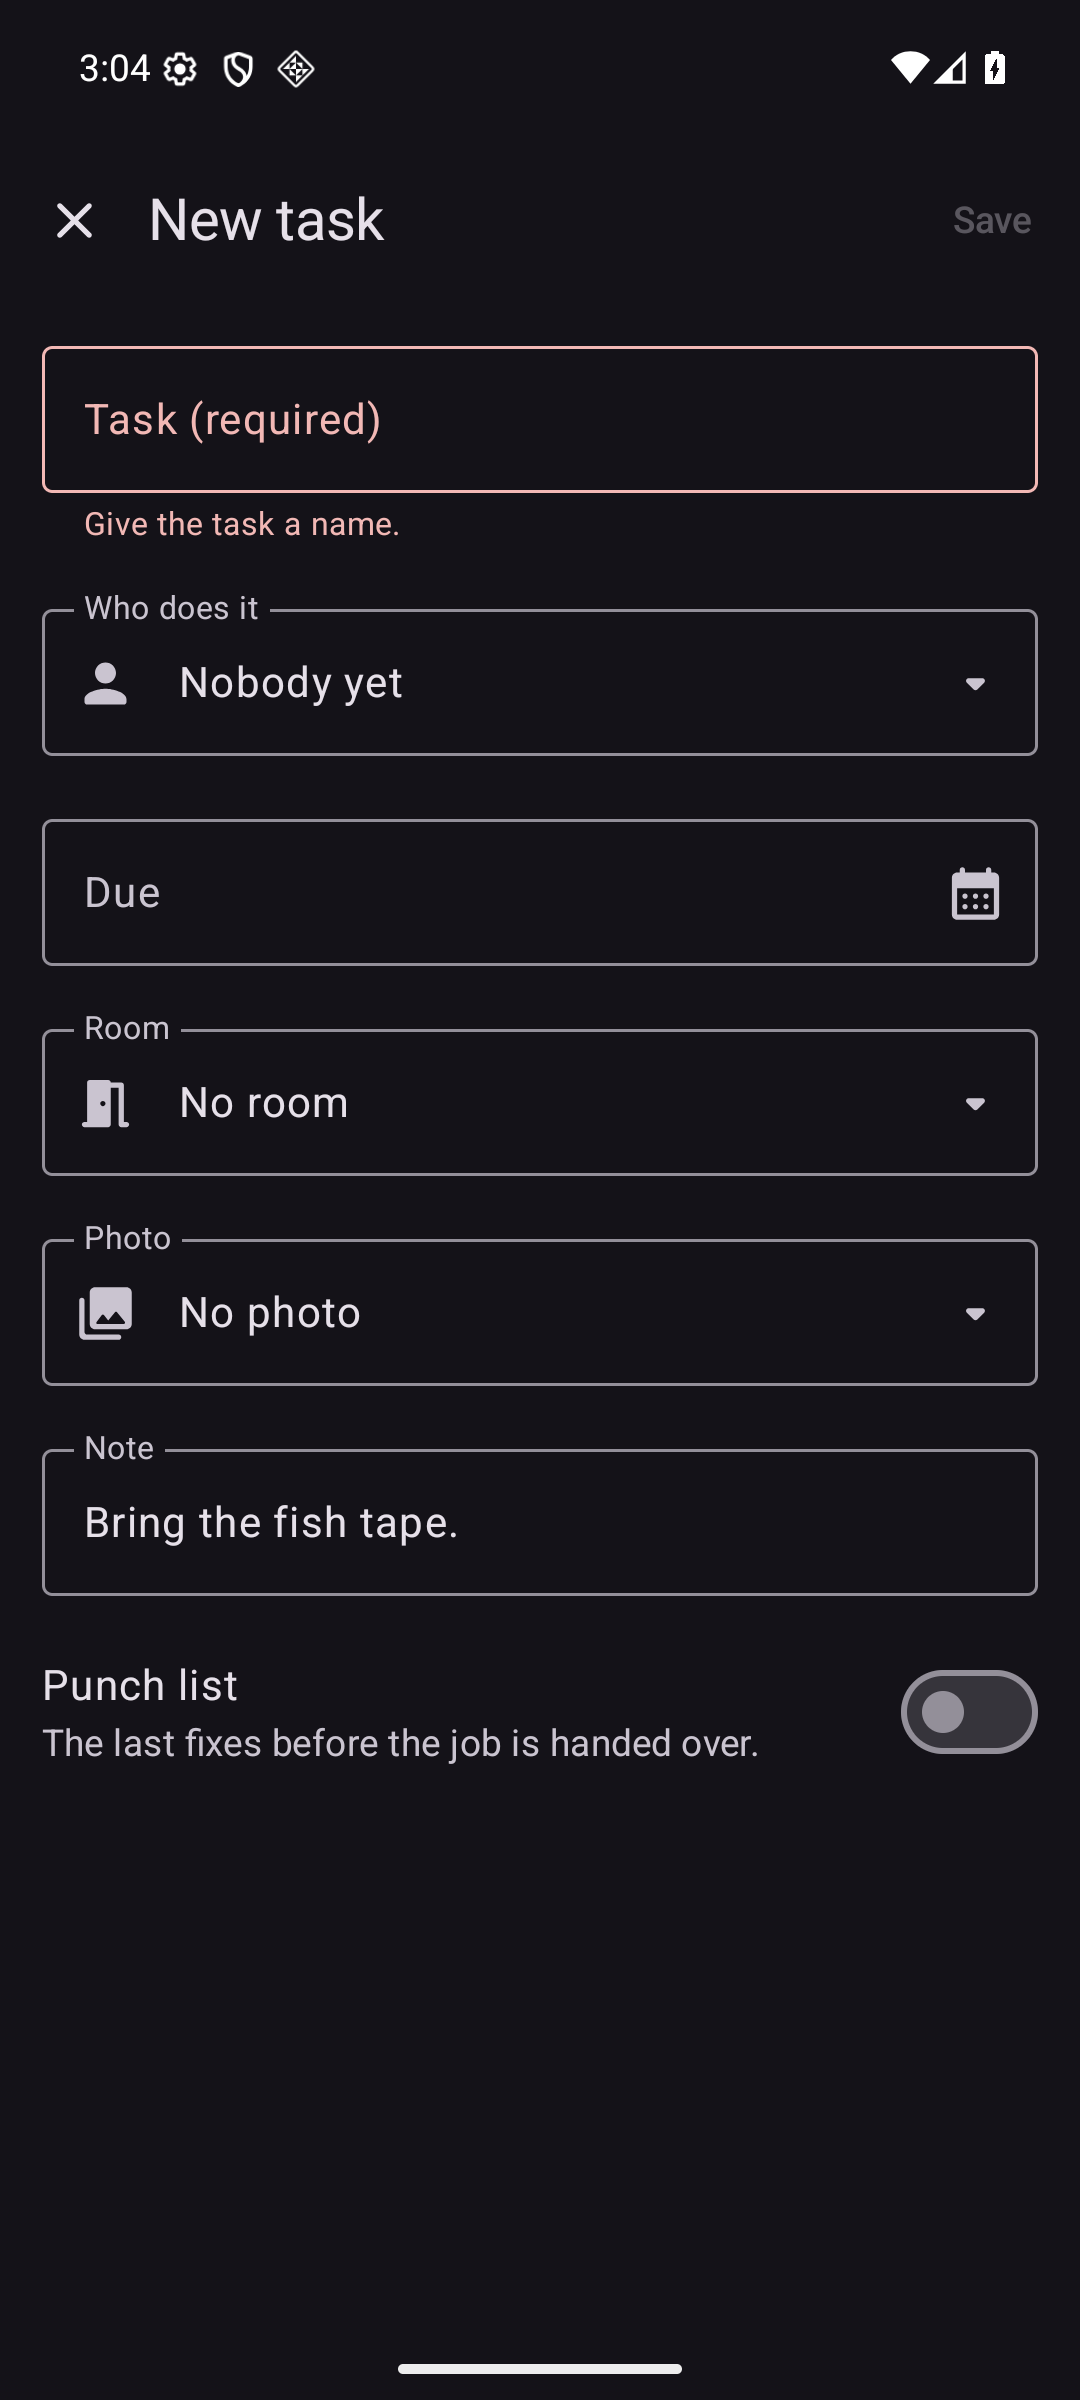 3:04
New task
Save
Task (required)
Give the task a name.
Who does it
Nobody yet
Due
Room
No room
Photo
No photo
Note
Bring the fish tape.
Punch list
The last fixes before the job is handed over.